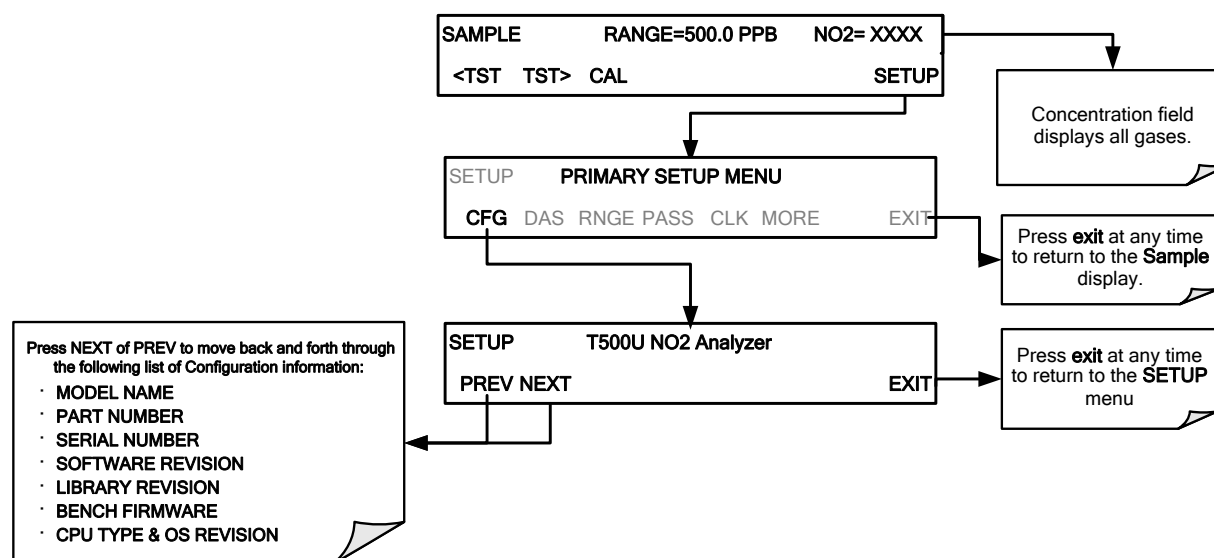 SAMPLE RANGE=500.0 PPB NO2= XXXX
<TST TST> CAL SETUP
Concentration field
displays all gases.
SETUP PRIMARY SETUP MENU
CFG DAS RNGE PASS CLK MORE EXIT
Press exit at any time
to return to the Sample
display.
SETUP T500U NO2 Analyzer
PREV NEXT EXIT
Press exit at any time
to return to the SETUP
menu
Press NEXT of PREV to move back and forth through
the following list of Configuration information:
· MODEL NAME
· PART NUMBER
· SERIAL NUMBER
· SOFTWARE REVISION
· LIBRARY REVISION
· BENCH FIRMWARE
· CPU TYPE & OS REVISION